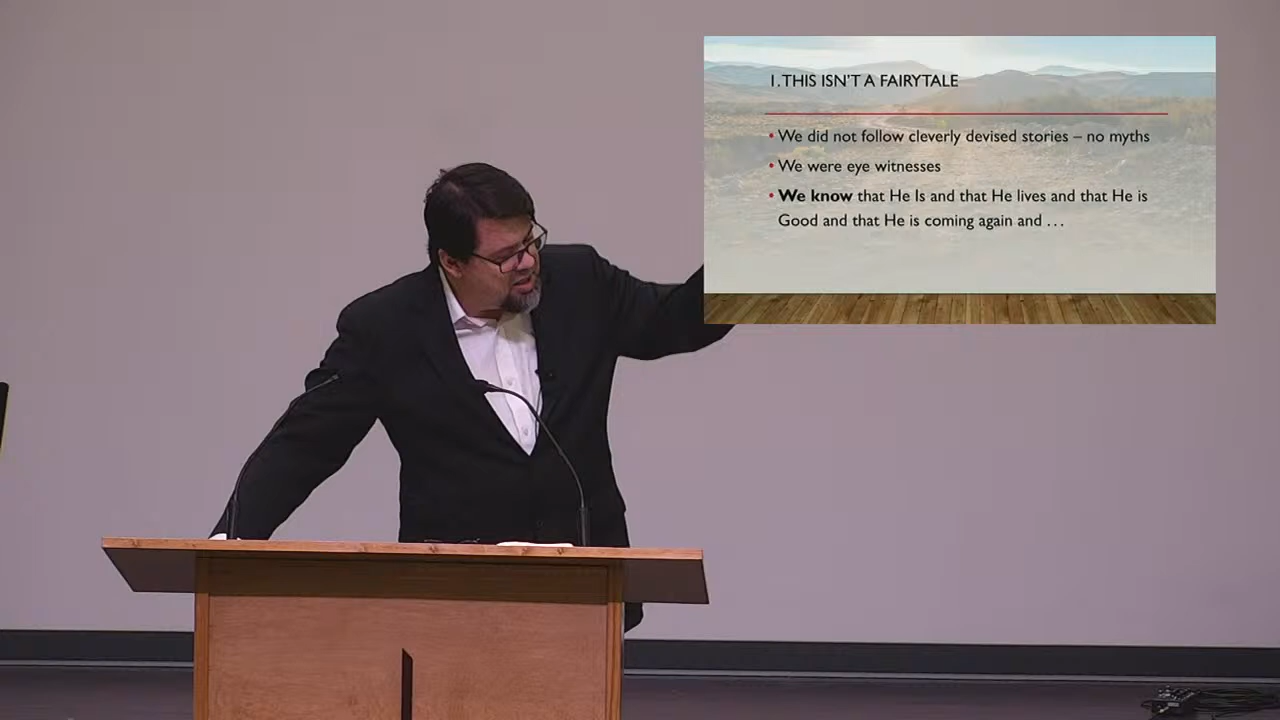 1. THIS ISN'T A FAIRYTALE
• We did not follow cleverly devised stories – no myths
• We were eye witnesses
• We know that He Is and that He lives and that He is
Good and that He is coming again and …